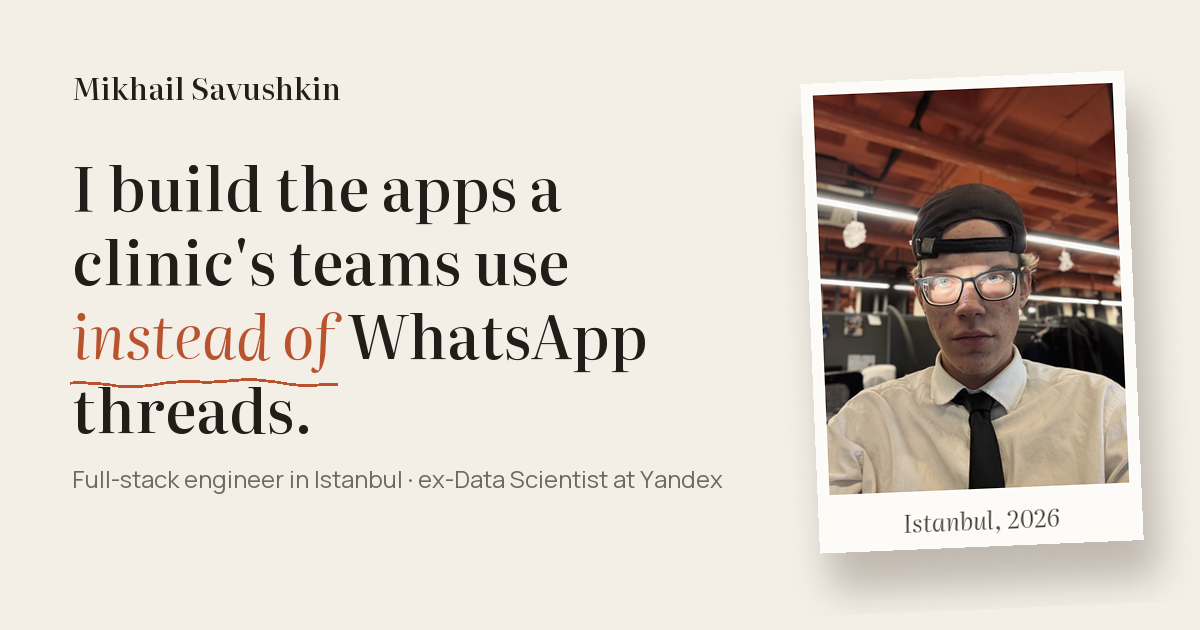 Mikhail Savushkin
I build the apps a
clinic's teams use
instead of WhatsApp
threads.
Full-stack engineer in Istanbul · ex-Data Scientist at Yandex
Istanbul, 2026